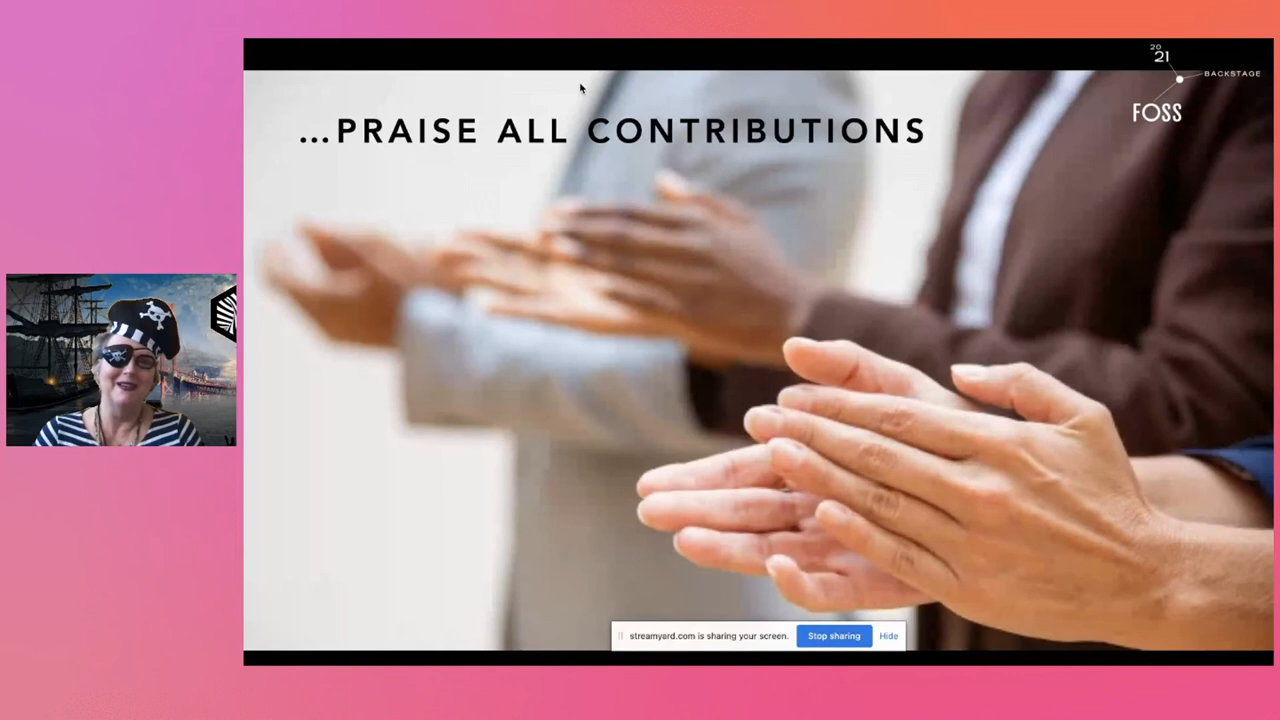 20
21
BACKSTAGE
FOSS
...PRAISE ALL CONTRIBUTIONS
streamyard.com is sharing your screen. Stop sharing Hide